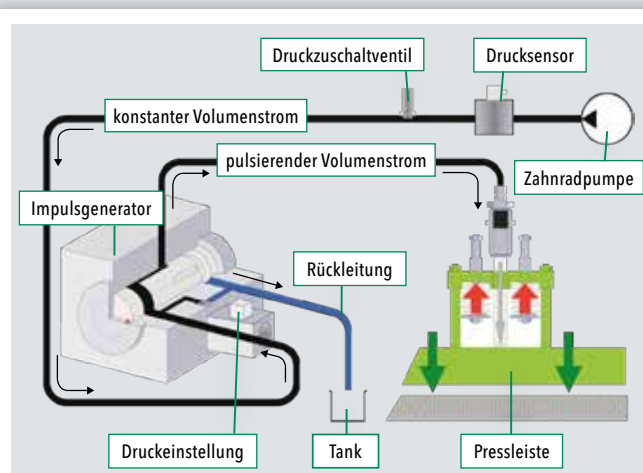 Druckzuschaltventil
Drucksensor
konstanter Volumenstrom
pulsierender Volumenstrom
Zahnradpumpe
Impulsgenerator
Rückleitung
Druckeinstellung
Tank
Pressleiste